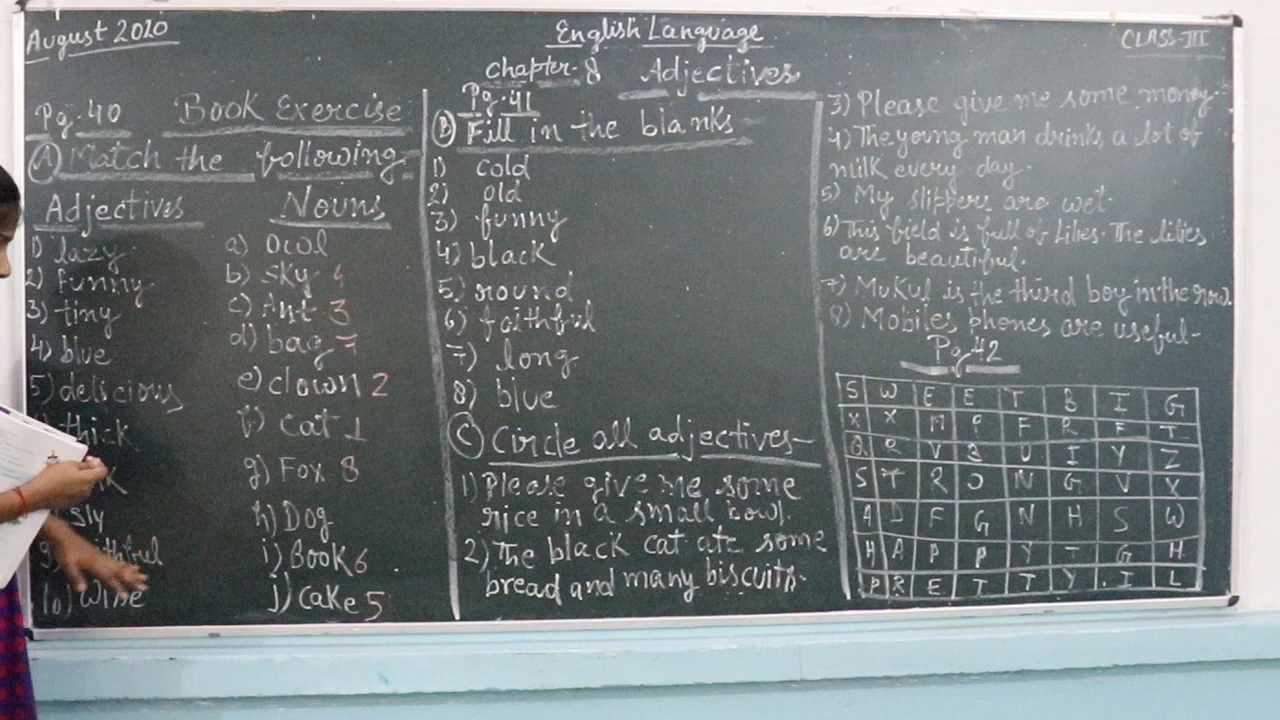 August 2020
English Language
CLASS-III
Chapter-8 Adjectives
Pg.40 Book Exercise
(A) Match the following-
Adjectives Nouns
1) lazy a) Owl
2) funny b) Sky 4
3) tiny c) Ant 3
4) blue d) bag 7
5) delscious e) clown 2
thick f) Cat 1
g) Fox 8
sly h) Dog
9) i) Book 6
10) Wise j) Cake 5
Pg.41
(B) Fill in the blanks
1) cold
2) old
3) funny
4) black
5) round
6) faithful
7) long
8) blue
(C) Circle all adjectives-
1) Please give me some
rice in a small bowl.
2) The black cat ate some
bread and many biscuits.
3) Please give me some money.
4) The young man drinks a lot of
milk every day.
5) My slippers are wet.
6) This field is full of Lilies. The lilies
are beautiful.
7) Mukul is the third boy in the row.
8) Mobiles phones are useful-
Pg.42
S W E E T B I G
X X M P F R F T
Q R V B U I Y Z
S T R O N G V X
A D F G N H S W
H A P P Y T G H
P R E T T Y I L